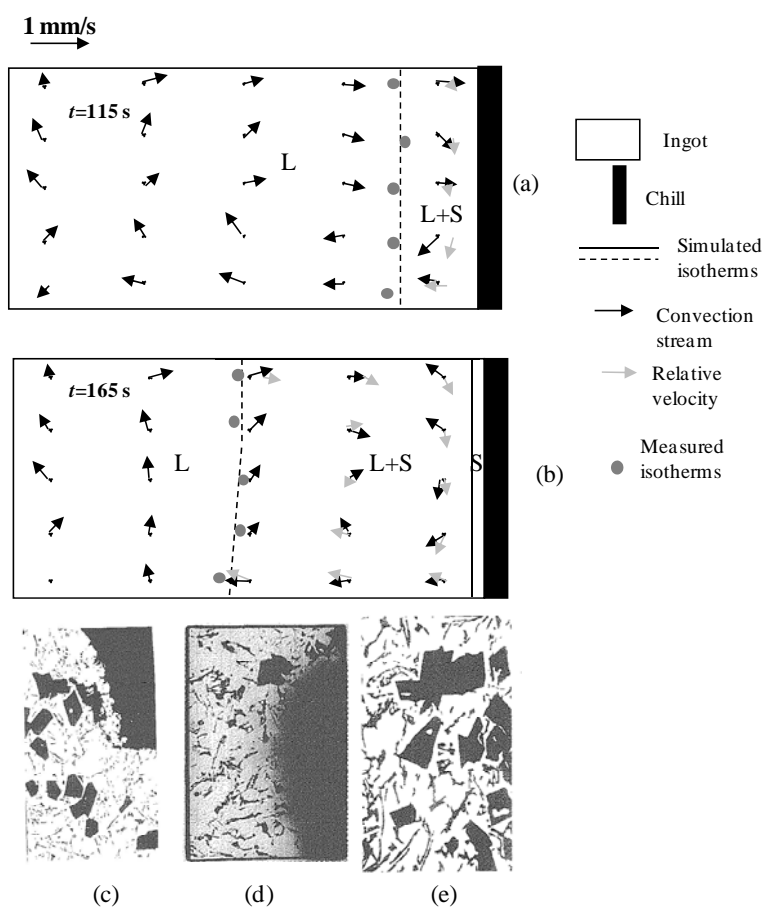 1 mm/s
t=115 s
L
L+S
(a)
Ingot
Chill
Simulated
isotherms
Convection
stream
Relative
velocity
Measured
isotherms
t=165 s
L
L+S
S
(b)
(c)
(d)
(e)